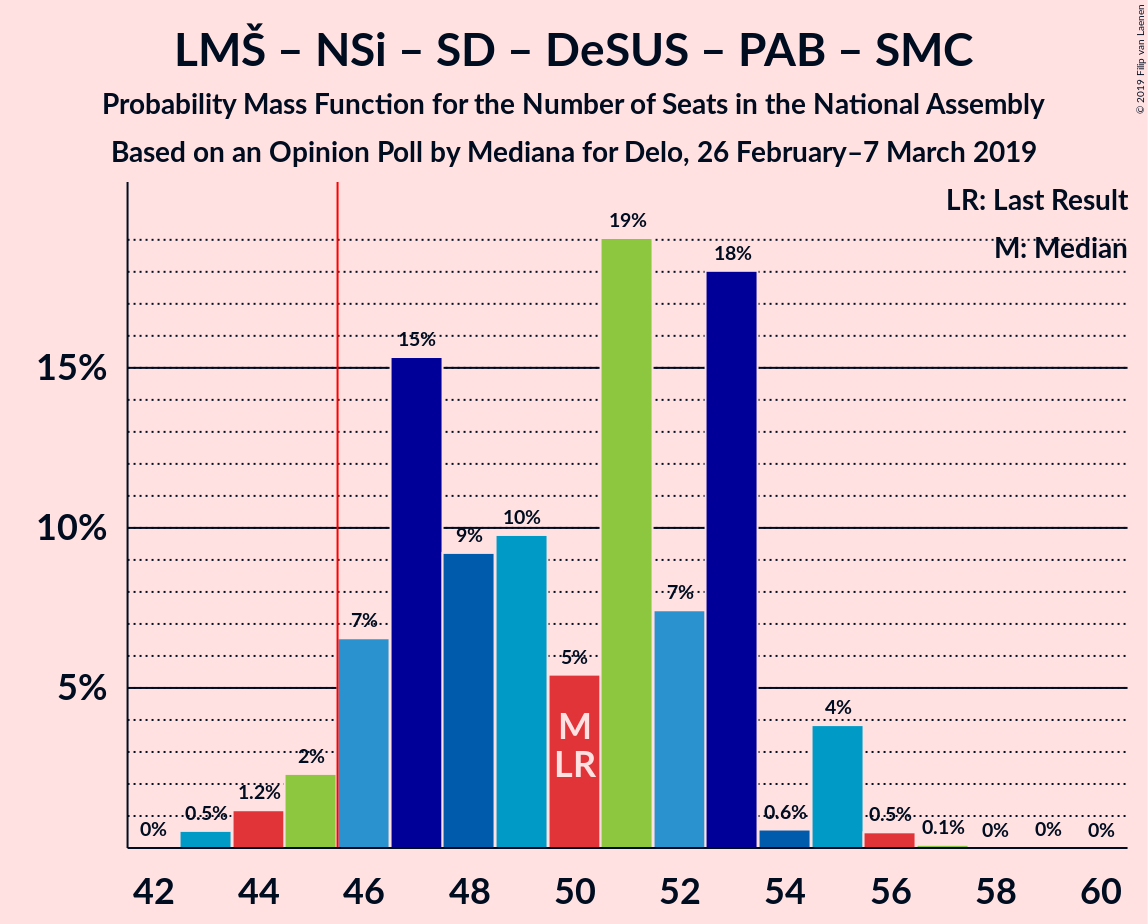 LMŠ – NSi – SD – DeSUS – PAB – SMC
Probability Mass Function for the Number of Seats in the National Assembly
Based on an Opinion Poll by Mediana for Delo, 26 February–7 March 2019
© 2019 Filip van Laenen
LR: Last Result
M: Median
15%
10%
5%
0%
0.5%
1.2%
2%
7%
15%
9%
10%
5%
19%
7%
18%
0.6%
4%
0.5%
0.1%
0%
0%
0%
M
LR
42 44 46 48 50 52 54 56 58 60